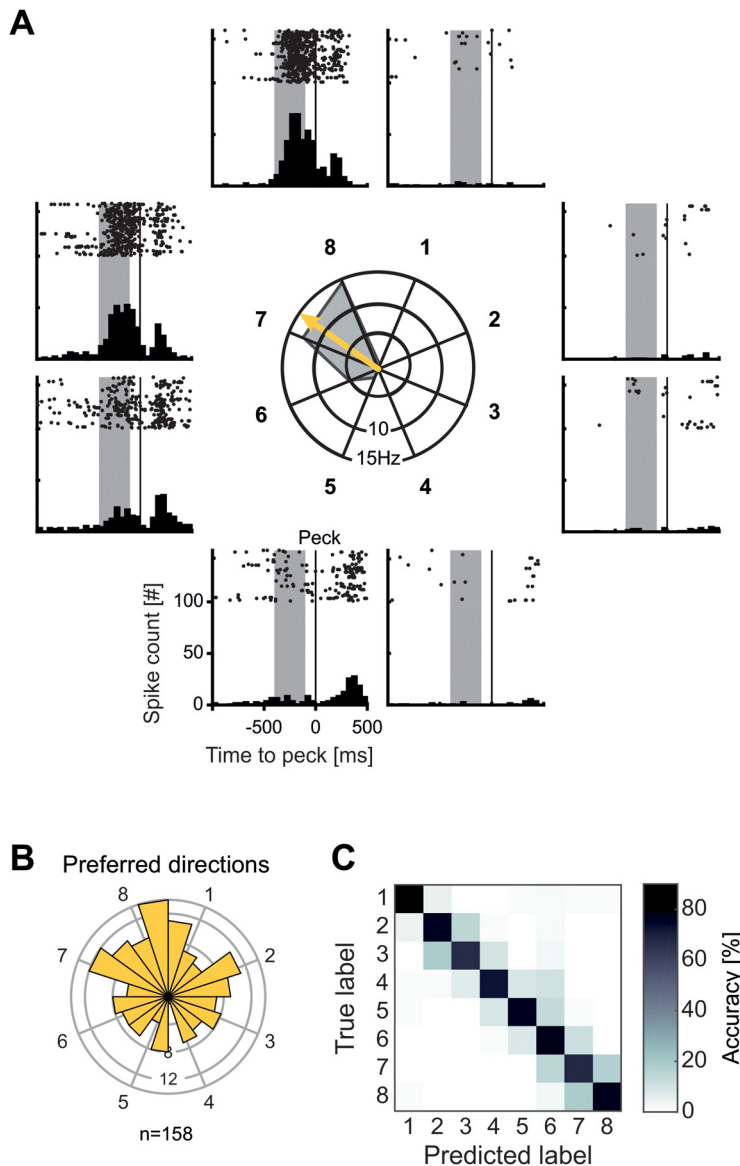 A
8 1
7 2
6 3
5 4
10
15Hz
Peck
Spike count [#]
100
50
0
-500 0 500
Time to peck [ms]
B
Preferred directions
8 1
7 2
6 3
5 4
8
12
n=158
C
True label
1
2
3
4
5
6
7
8
1 2 3 4 5 6 7 8
Predicted label
80
60
40
20
0
Accuracy [%]